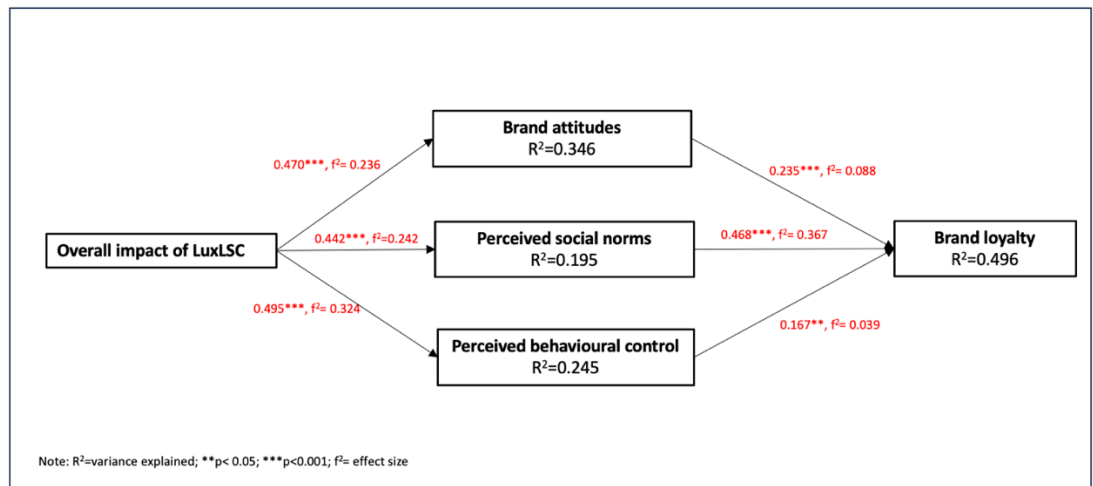 Brand attitudes
R²=0.346
0.470***, f²= 0.236
0.235***, f²= 0.088
Overall impact of LuxLSC
0.442***, f²=0.242
Perceived social norms
R²=0.195
0.468***, f²= 0.367
Brand loyalty
R²=0.496
0.495***, f²= 0.324
0.167**, f²= 0.039
Perceived behavioural control
R²=0.245
Note: R²=variance explained; **p< 0.05; ***p<0.001; f²= effect size